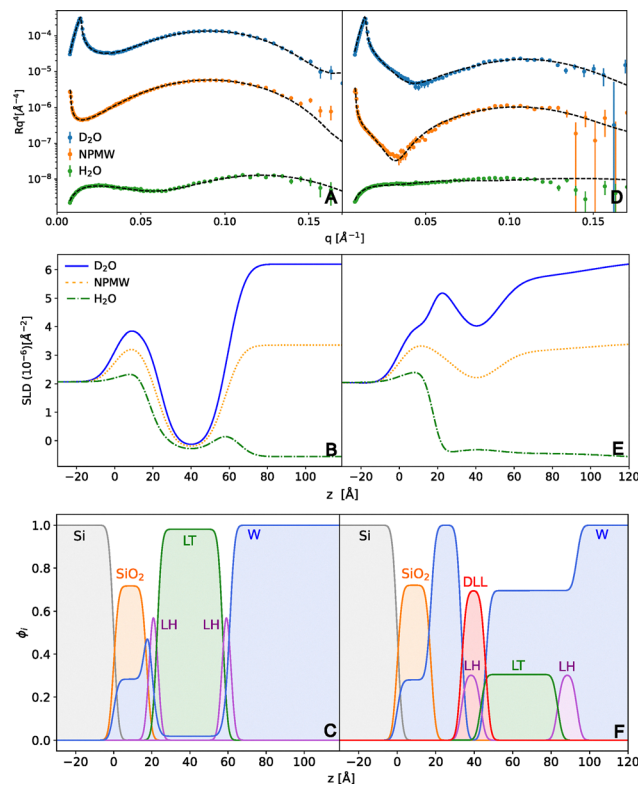 10⁻⁴
10⁻⁵
10⁻⁶
10⁻⁸
Rq⁴[Å⁻⁴]
D₂O
NPMW
H₂O
A
D
0.00 0.05 0.10 0.15 0.05 0.10 0.15
q [Å⁻¹]
6
5
4
3
2
1
0
SLD (10⁻⁶)[Å⁻²]
D₂O
NPMW
H₂O
B
E
−20 0 20 40 60 80 100 −20 0 20 40 60 80 100 120
z [Å]
1.0
0.8
0.6
0.4
0.2
0.0
ϕᵢ
Si
SiO₂
LH
LT
LH
W
C
Si
SiO₂
DLL
LH
LT
LH
W
F
−20 0 20 40 60 80 100 −20 0 20 40 60 80 100 120
z [Å]